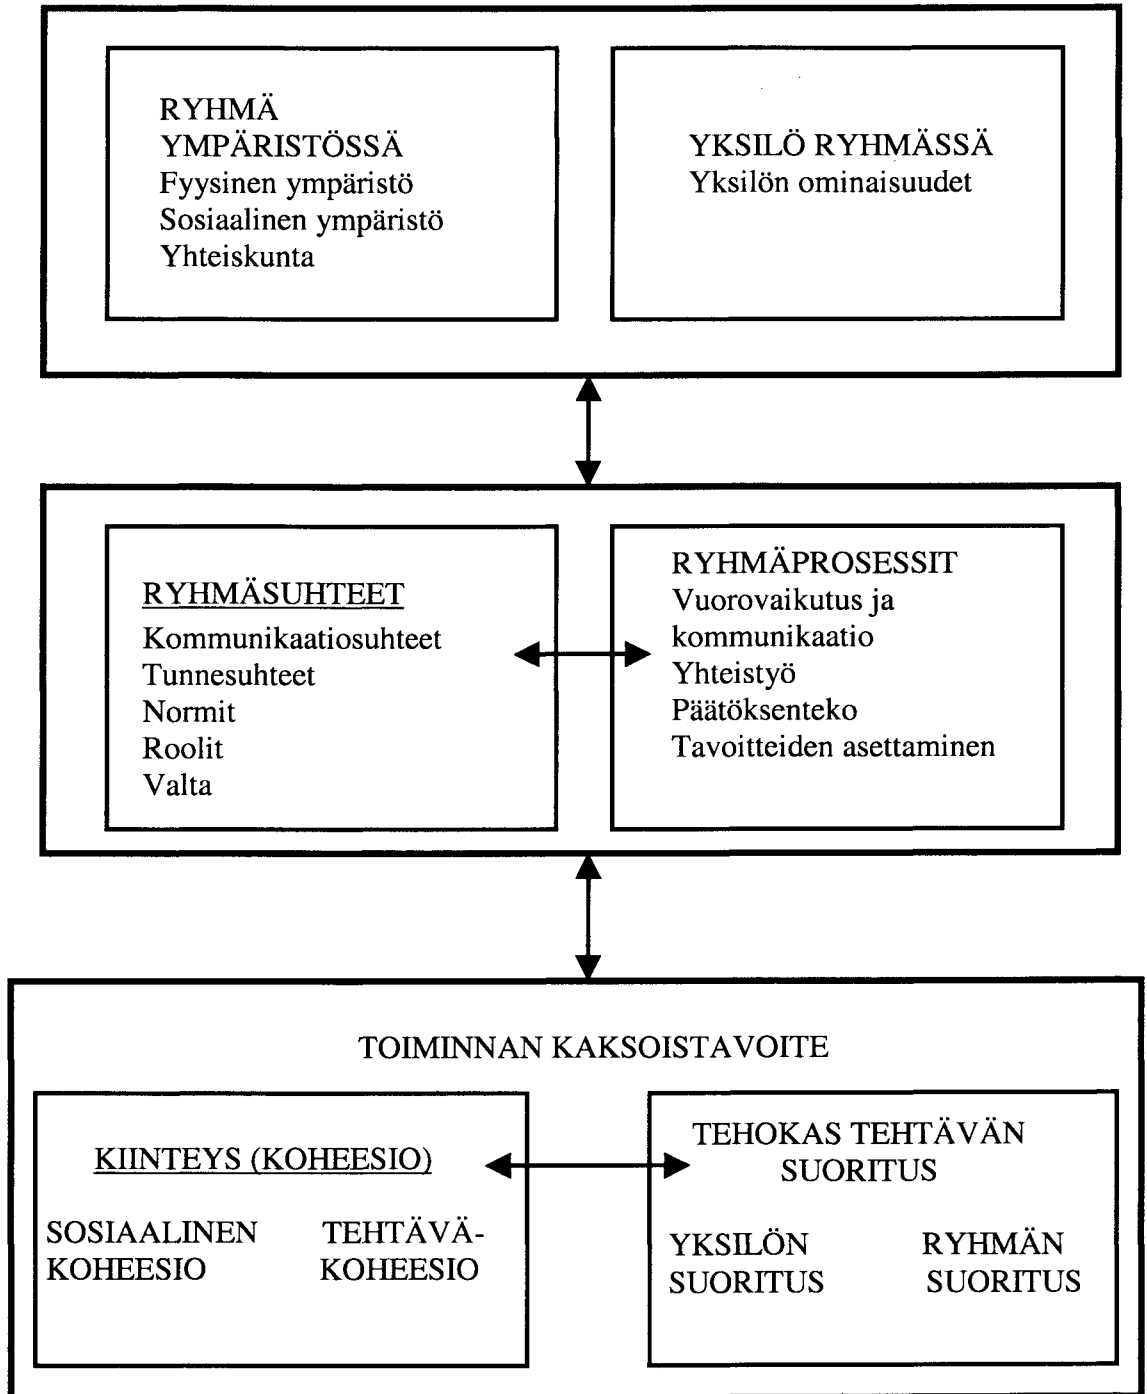 RYHMÄ
YMPÄRISTÖSSÄ
Fyysinen ympäristö
Sosiaalinen ympäristö
Yhteiskunta
YKSILÖ RYHMÄSSÄ
Yksilön ominaisuudet
RYHMÄSUHTEET
Kommunikaatiosuhteet
Tunnesuhteet
Normit
Roolit
Valta
RYHMÄPROSESSIT
Vuorovaikutus ja
kommunikaatio
Yhteistyö
Päätöksenteko
Tavoitteiden asettaminen
TOIMINNAN KAKSOISTAVOITE
KIINTEYS (KOHEESIO)
SOSIAALINEN
KOHEESIO
TEHTÄVÄ-
KOHEESIO
TEHOKAS TEHTÄVÄN
SUORITUS
YKSILÖN
SUORITUS
RYHMÄN
SUORITUS